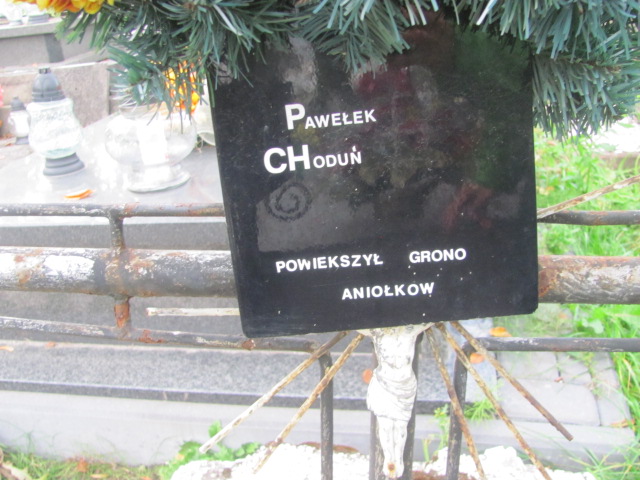 PAWEŁEK
CHODUŃ
POWIEKSZYŁ GRONO
ANIOŁKOW